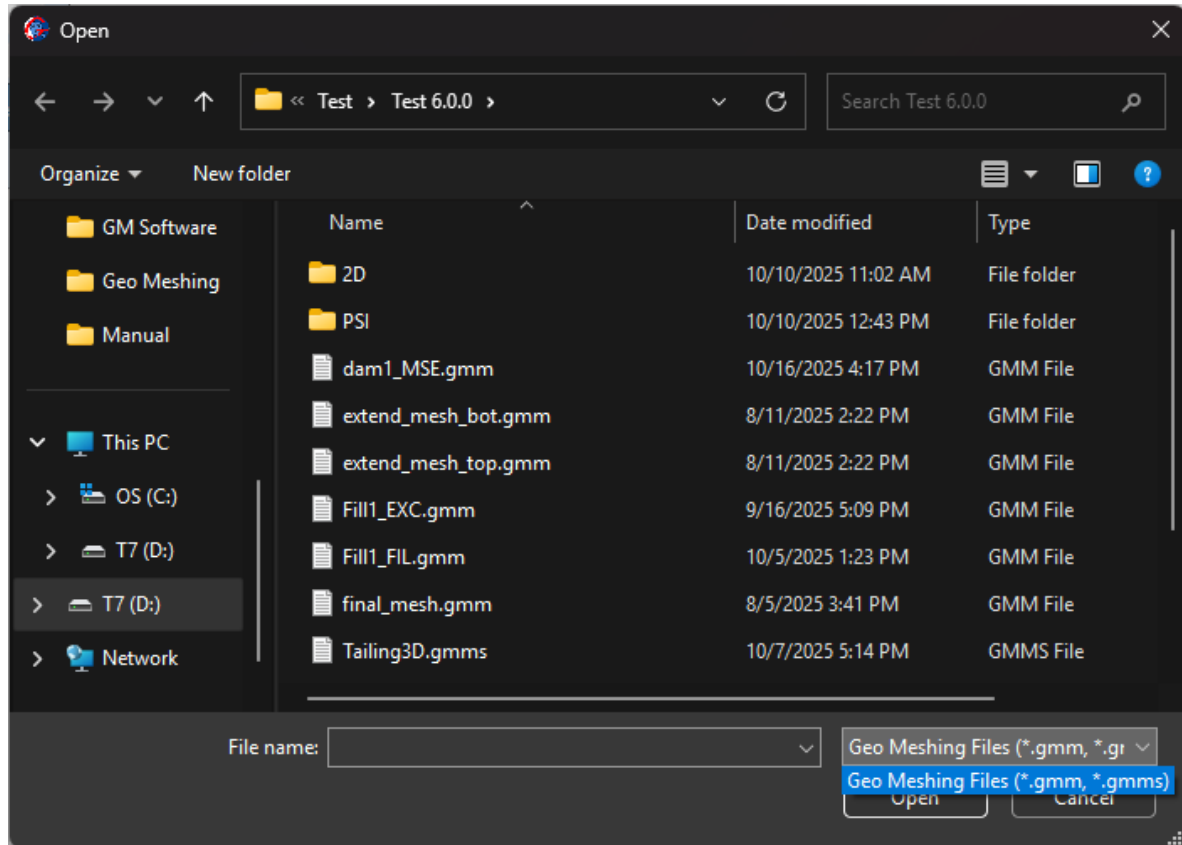 Open
« Test > Test 6.0.0 >
Search Test 6.0.0
Organize
New folder
GM Software
Geo Meshing
Manual
This PC
OS (C:)
T7 (D:)
T7 (D:)
Network
Name Date modified Type
2D 10/10/2025 11:02 AM File folder
PSI 10/10/2025 12:43 PM File folder
dam1_MSE.gmm 10/16/2025 4:17 PM GMM File
extend_mesh_bot.gmm 8/11/2025 2:22 PM GMM File
extend_mesh_top.gmm 8/11/2025 2:22 PM GMM File
Fill1_EXC.gmm 9/16/2025 5:09 PM GMM File
Fill1_FIL.gmm 10/5/2025 1:23 PM GMM File
final_mesh.gmm 8/5/2025 3:41 PM GMM File
Tailing3D.gmms 10/7/2025 5:14 PM GMMS File
File name:
Geo Meshing Files (*.gmm, *.gr
Geo Meshing Files (*.gmm, *.gmms)
Open
Cancel